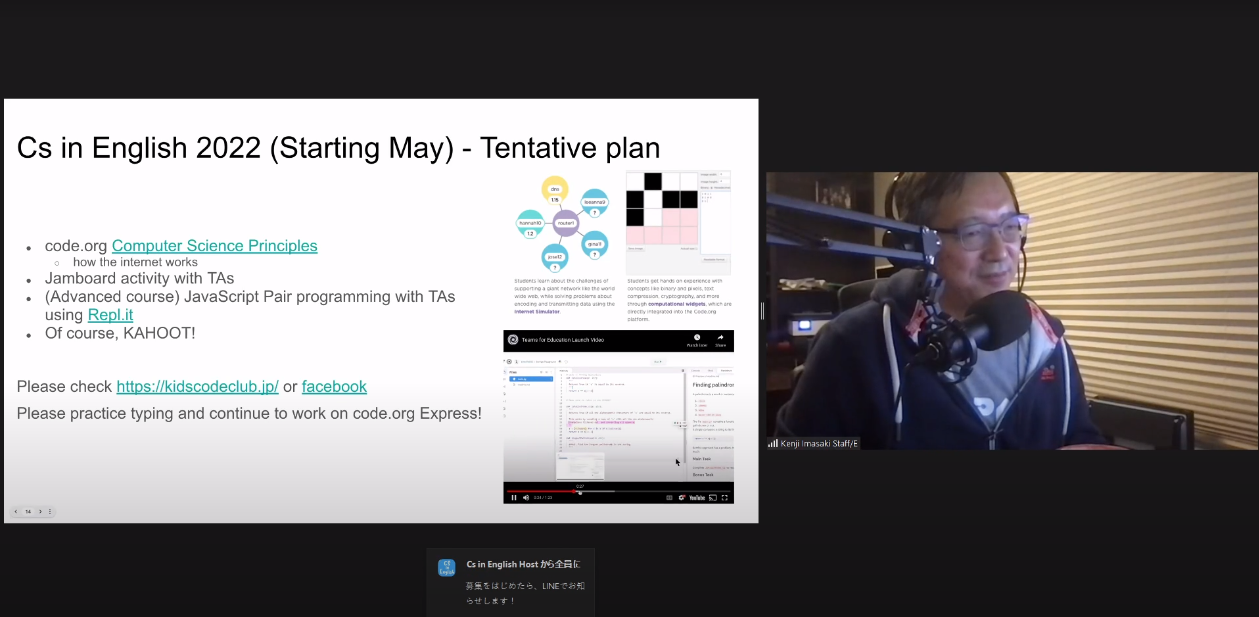 Cs in English 2022 (Starting May) - Tentative plan
code.org Computer Science Principles
how the internet works
Jamboard activity with TAs
(Advanced course) JavaScript Pair programming with TAs
using Repl.it
Of course, KAHOOT!
Please check https://kidscodeclub.jp/ or facebook
Please practice typing and continue to work on code.org Express!
dns
router1
?
Students learn about the challenges of
supporting a giant network like the world
wide web, while solving problems about
encoding and transmitting data using the
Internet Simulator.
Students get hands on experience with
concepts like binary and pixels, text
compression, cryptography, and more
through computational widgets, which are
directly integrated into the Code.org
platform.
Teams for Education Launch Video
Watch later
Share
Finding palindro
0:27
YouTube
14
Kenji Imasaki Staff/E
Cs in English Host から全員に
募集をはじめたら、LINEでお知
らせします！